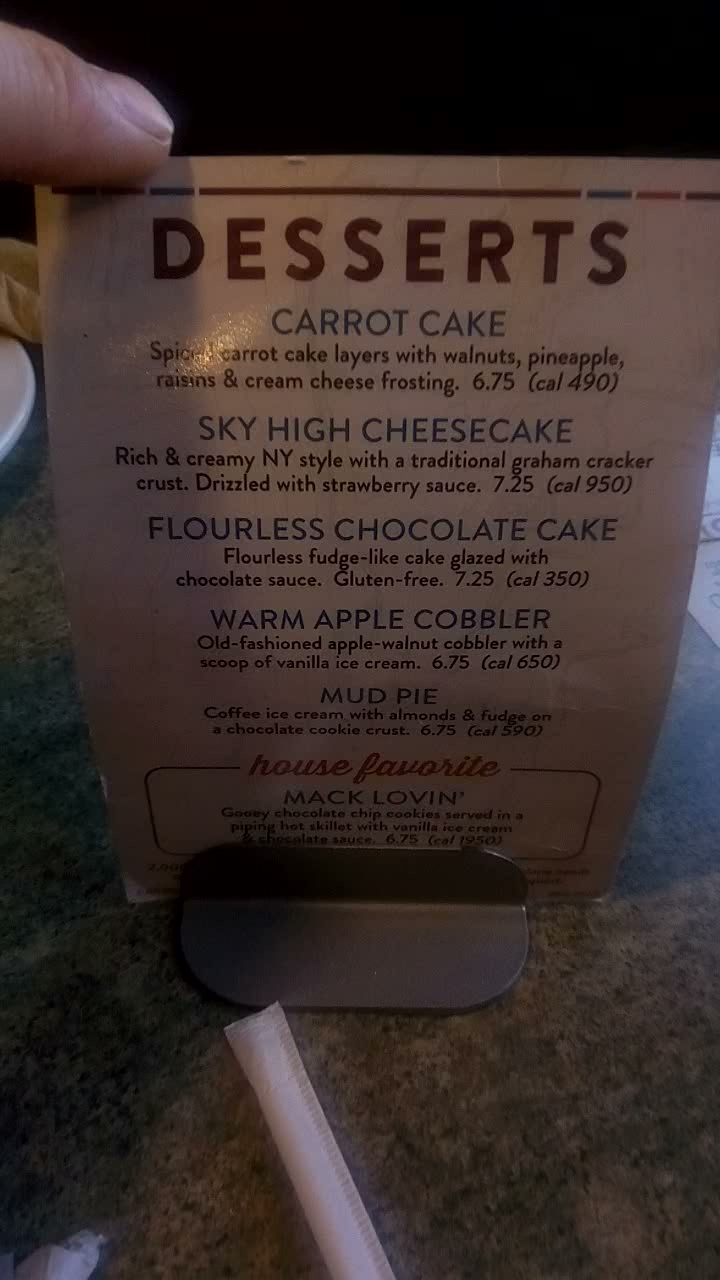 DESSERTS
CARROT CAKE
Spiced carrot cake layers with walnuts, pineapple,
raisins & cream cheese frosting. 6.75 (cal 490)
SKY HIGH CHEESECAKE
Rich & creamy NY style with a traditional graham cracker
crust. Drizzled with strawberry sauce. 7.25 (cal 950)
FLOURLESS CHOCOLATE CAKE
Flourless fudge-like cake glazed with
chocolate sauce. Gluten-free. 7.25 (cal 350)
WARM APPLE COBBLER
Old-fashioned apple-walnut cobbler with a
scoop of vanilla ice cream. 6.75 (cal 650)
MUD PIE
Coffee ice cream with almonds & fudge on
a chocolate cookie crust. 6.75 (cal 590)
house favorite
MACK LOVIN'
Gooey chocolate chip cookies served in a
piping hot skillet with vanilla ice cream
& chocolate sauce. 6.75 (cal 1950)